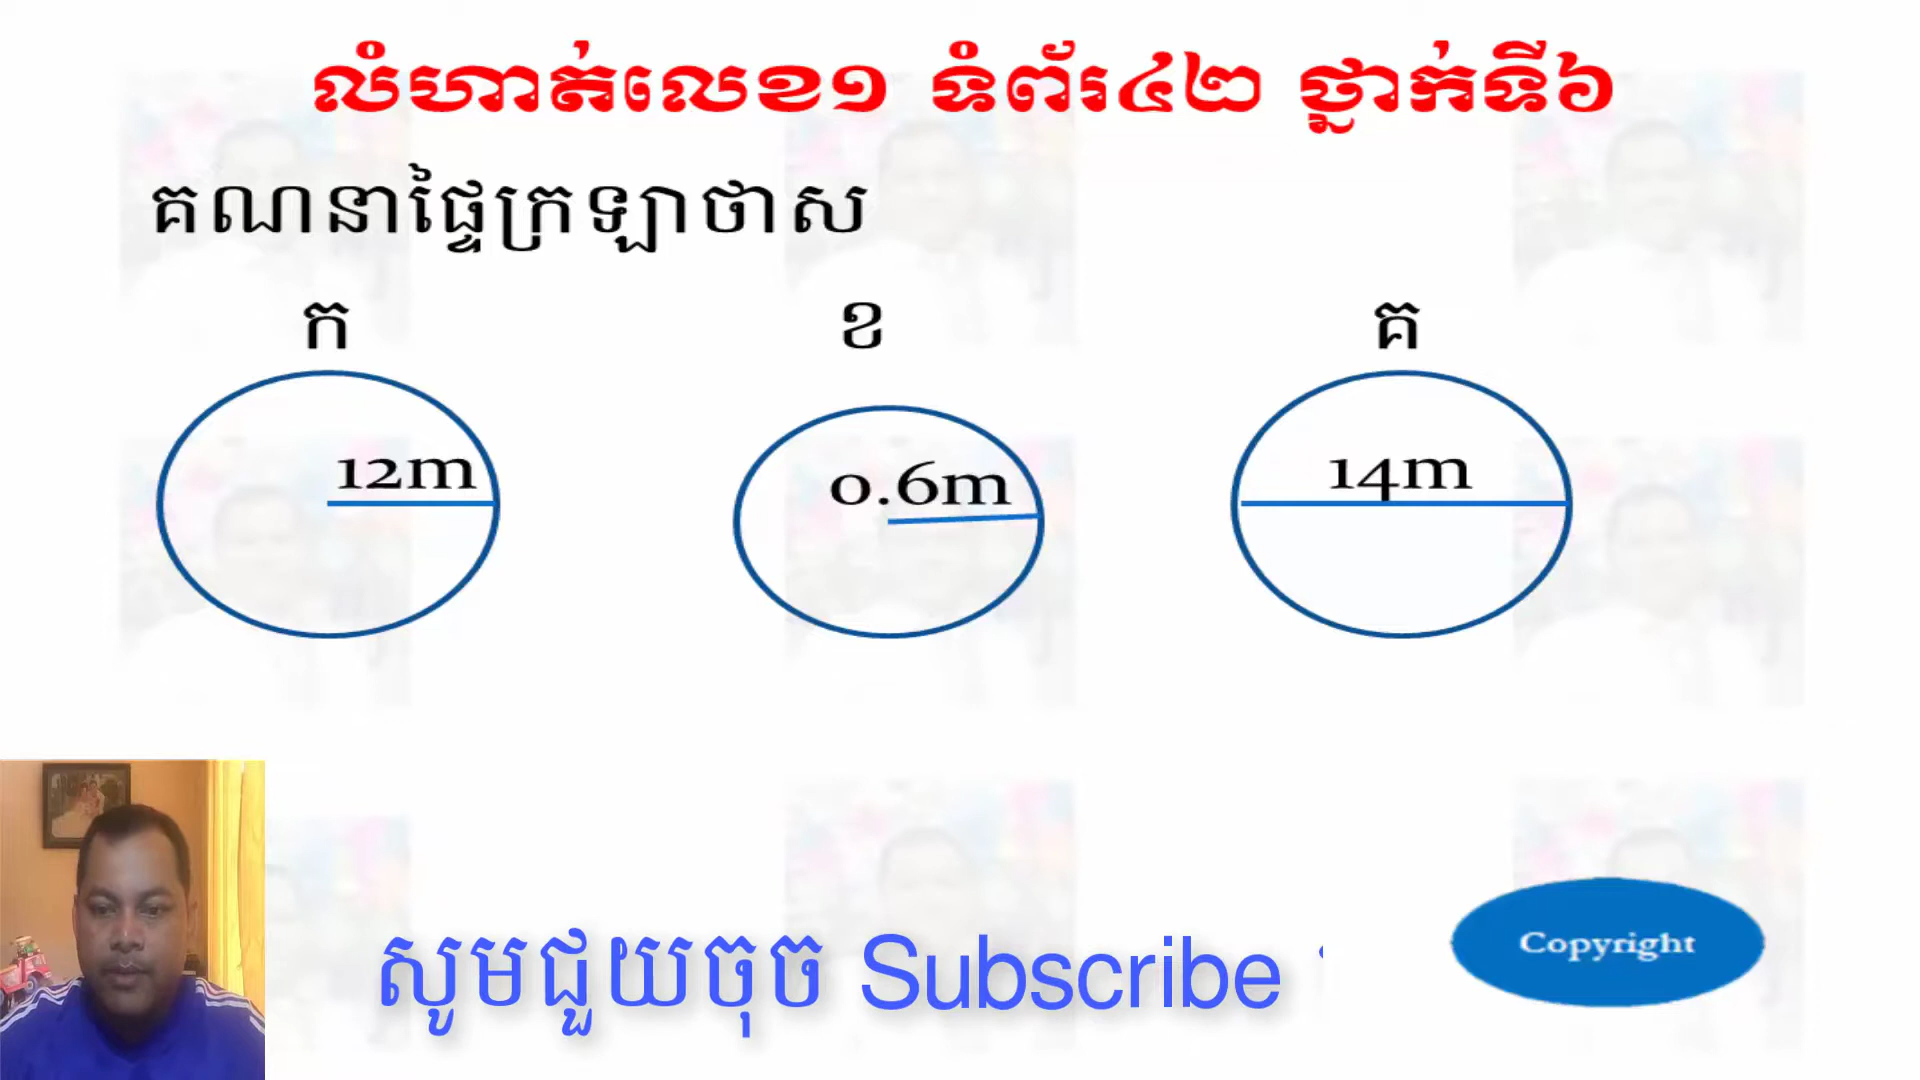 លំហាត់លេខ១ ទំព័រ៤២ ថ្នាក់ទី៦
គណនាផ្ទៃក្រឡាថាស
ក ខ គ
12m 0.6m 14m
សូមជួយចុច Subscribe
Copyright